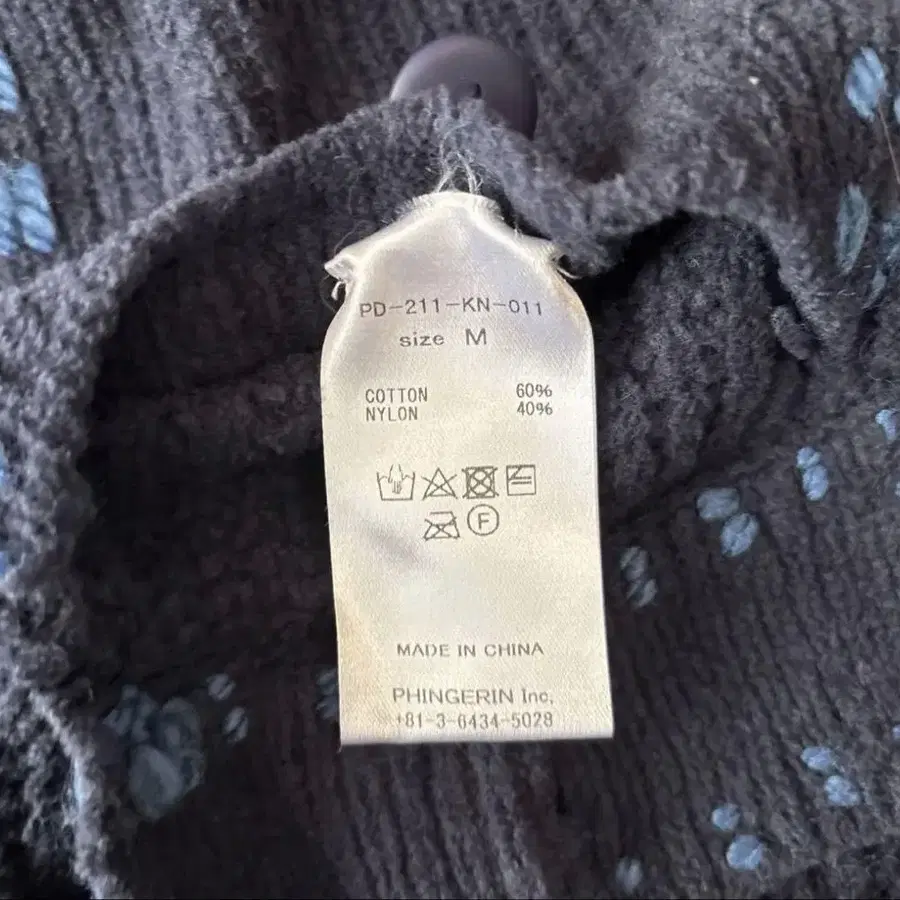 PD-211-KN-011
size M
COTTON 60%
NYLON 40%
F
MADE IN CHINA
PHINGERIN Inc.
+81-3-6434-5028